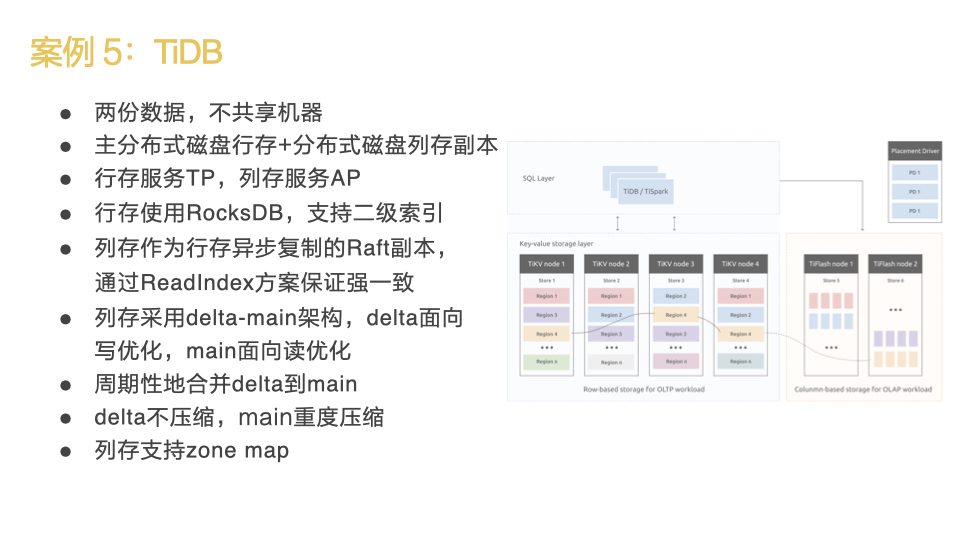 案例 5：TiDB
● 两份数据，不共享机器
● 主分布式磁盘行存+分布式磁盘列存副本
● 行存服务TP，列存服务AP
● 行存使用RocksDB，支持二级索引
● 列存作为行存异步复制的Raft副本，
通过ReadIndex方案保证强一致
● 列存采用delta-main架构，delta面向
写优化，main面向读优化
● 周期性地合并delta到main
● delta不压缩，main重度压缩
● 列存支持zone map
SQL Layer
TiDB / TiSpark
Placement Driver
PD 1
PD 1
PD 1
Key-value storage layer
TiKV node 1
Store 1
Region 1
Region 3
Region 4
•••
Region n
TiKV node 2
Store 2
Region 1
Region 2
Region 3
•••
Region n
TiKV node 3
Store 3
Region 2
Region 4
Region 3
•••
Region n
TiKV node 4
Store 4
Region 1
Region 2
Region 4
•••
Region n
Row-based storage for OLTP workload
TiFlash node 1
Store 5
•••
TiFlash node 2
Store 6
•••
Colunmn-based storage for OLAP workload